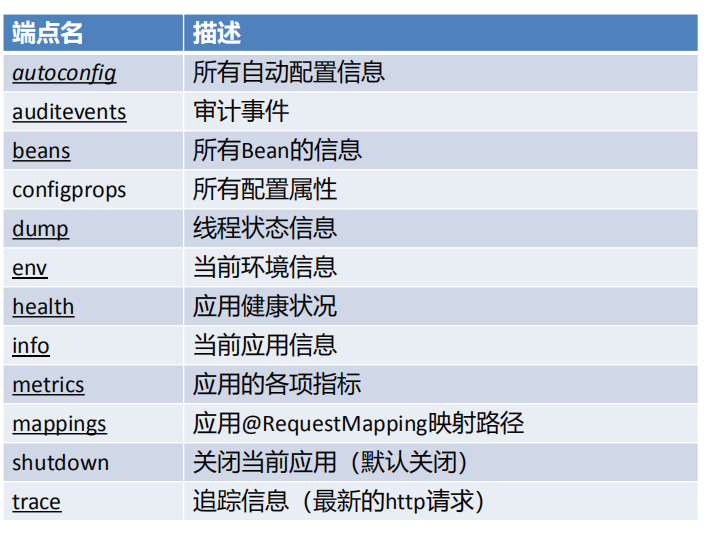 端点名 描述
autoconfig 所有自动配置信息
auditevents 审计事件
beans 所有Bean的信息
configprops 所有配置属性
dump 线程状态信息
env 当前环境信息
health 应用健康状况
info 当前应用信息
metrics 应用的各项指标
mappings 应用@RequestMapping映射路径
shutdown 关闭当前应用（默认关闭）
trace 追踪信息（最新的http请求）